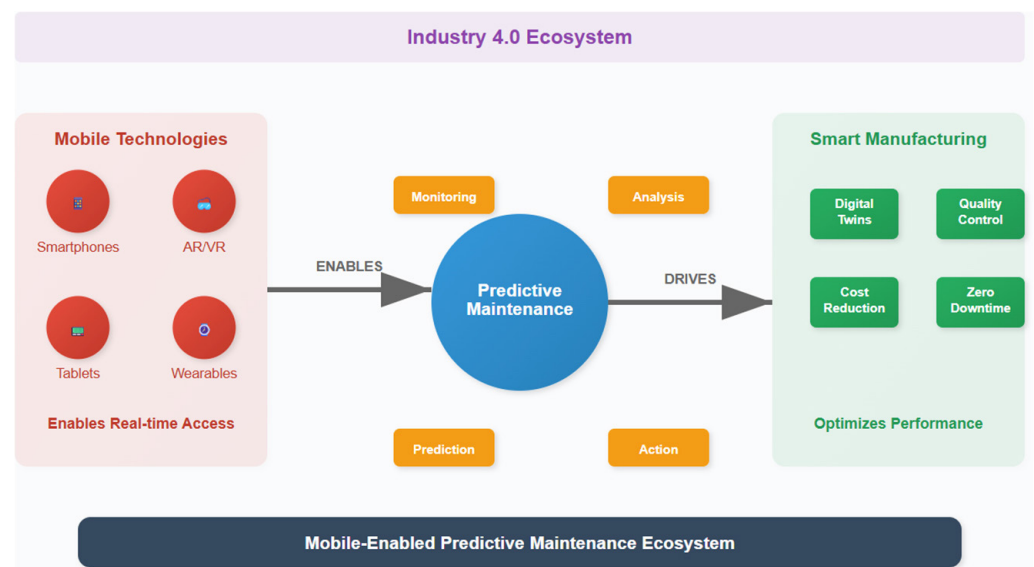 Industry 4.0 Ecosystem
Mobile Technologies
Smartphones
AR/VR
Tablets
Wearables
Enables Real-time Access
ENABLES
Monitoring
Analysis
Predictive
Maintenance
Prediction
Action
DRIVES
Smart Manufacturing
Digital
Twins
Quality
Control
Cost
Reduction
Zero
Downtime
Optimizes Performance
Mobile-Enabled Predictive Maintenance Ecosystem